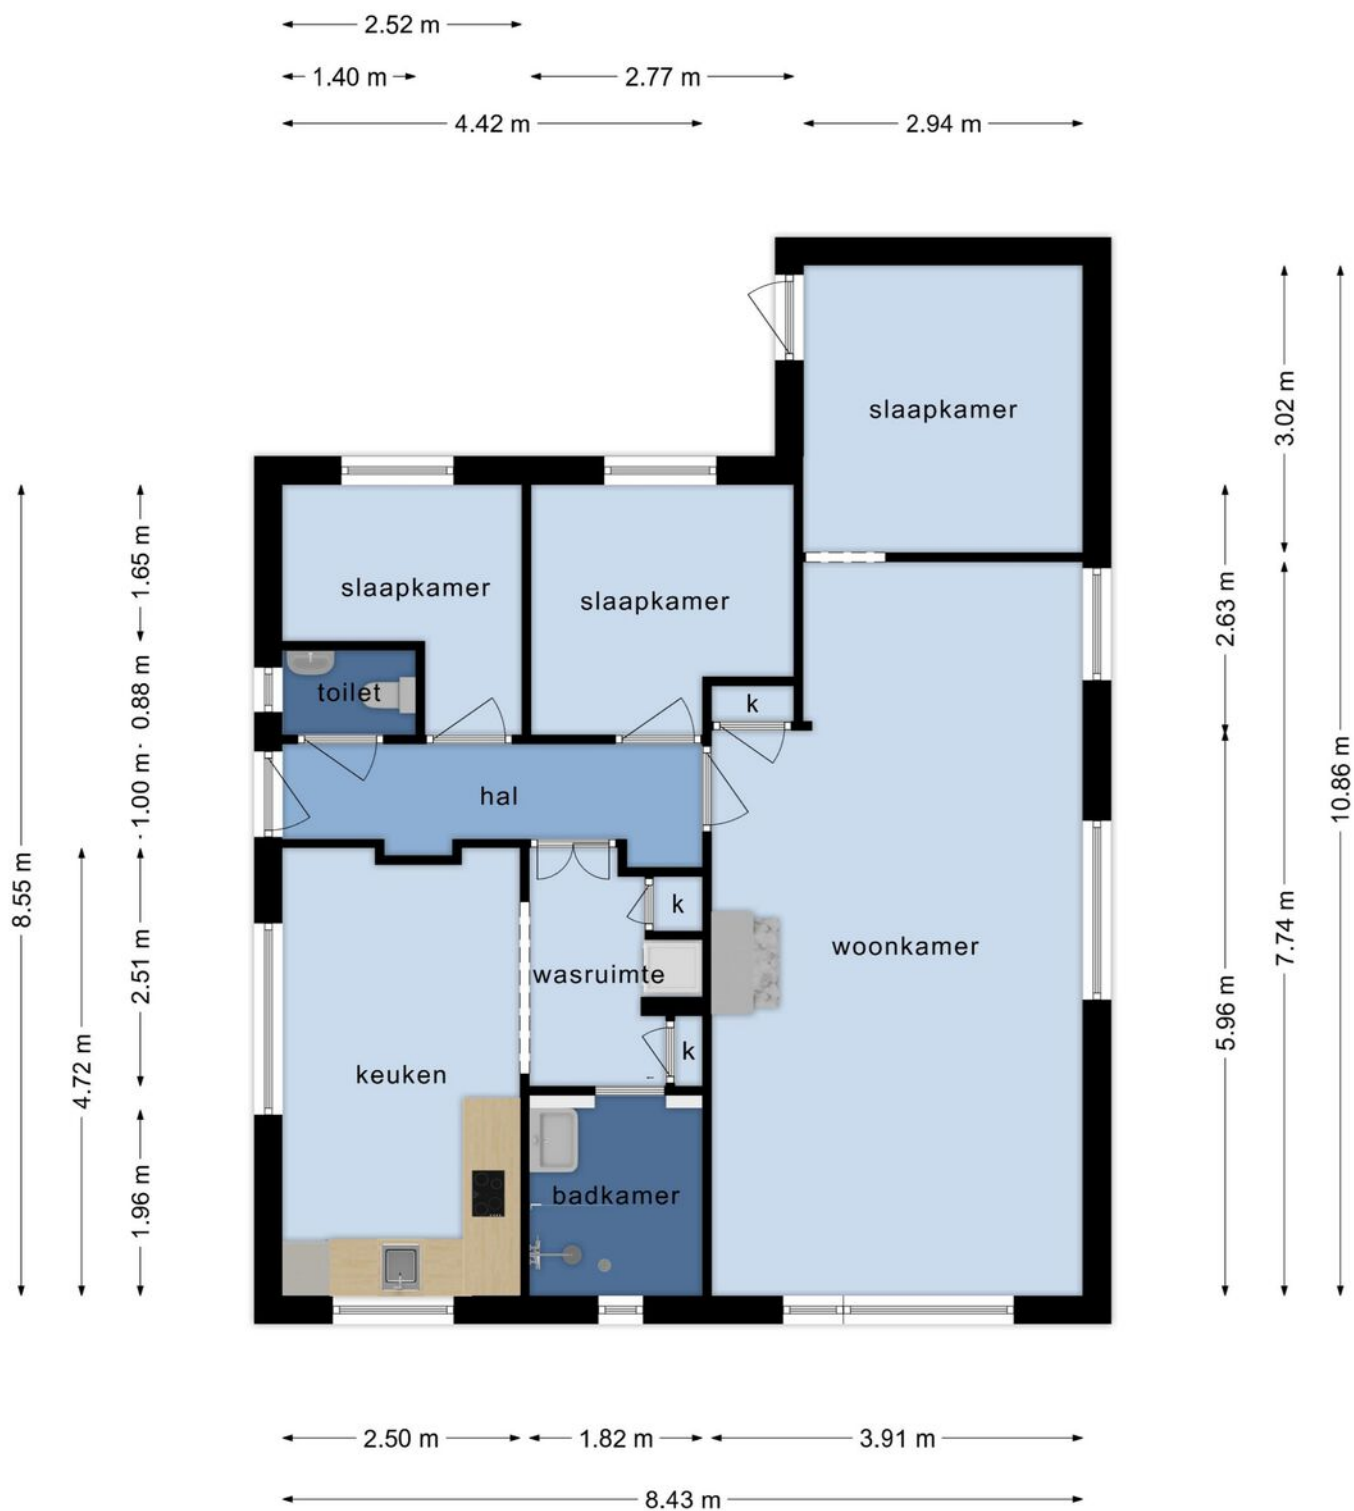 2.52 m
1.40 m
2.77 m
4.42 m
2.94 m
slaapkamer
3.02 m
1.65 m
slaapkamer
slaapkamer
2.63 m
toilet
0.88 m
k
hal
1.00 m
10.86 m
8.55 m
k
2.51 m
woonkamer
7.74 m
wasruimte
5.96 m
4.72 m
keuken
k
1.96 m
badkamer
2.50 m
1.82 m
3.91 m
8.43 m